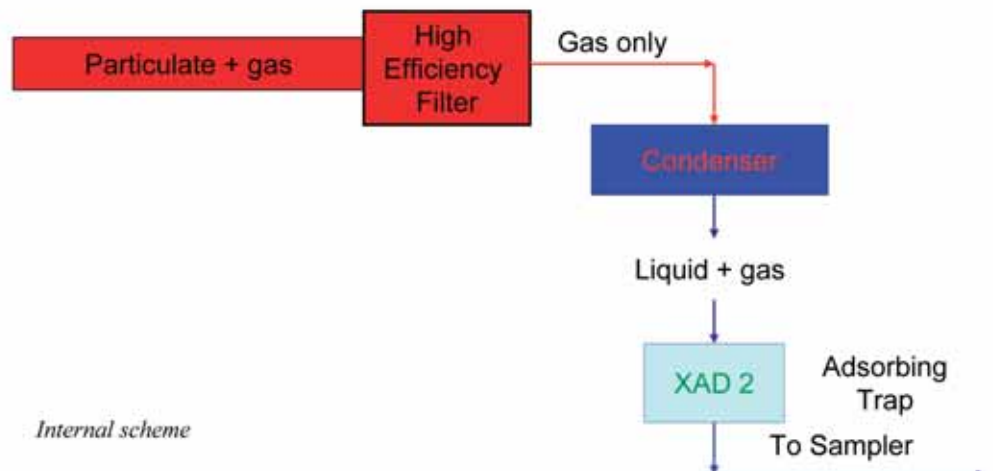 Particulate + gas
High
Efficiency
Filter
Gas only
Condenser
Liquid + gas
XAD 2
Adsorbing
Trap
Internal scheme
To Sampler